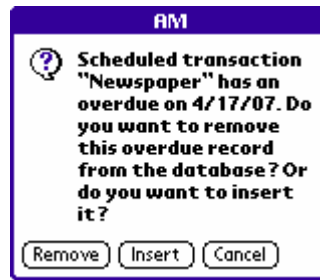 AM
Scheduled transaction
"Newspaper" has an
overdue on 4/17/07. Do
you want to remove
this overdue record
from the database? Or
do you want to insert
it?
Remove Insert Cancel